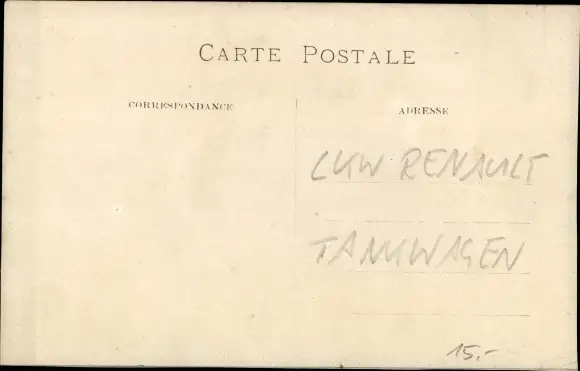 CARTE POSTALE
CORRESPONDANCE
ADRESSE
LKW RENAULT
TANKWAGEN
15.-